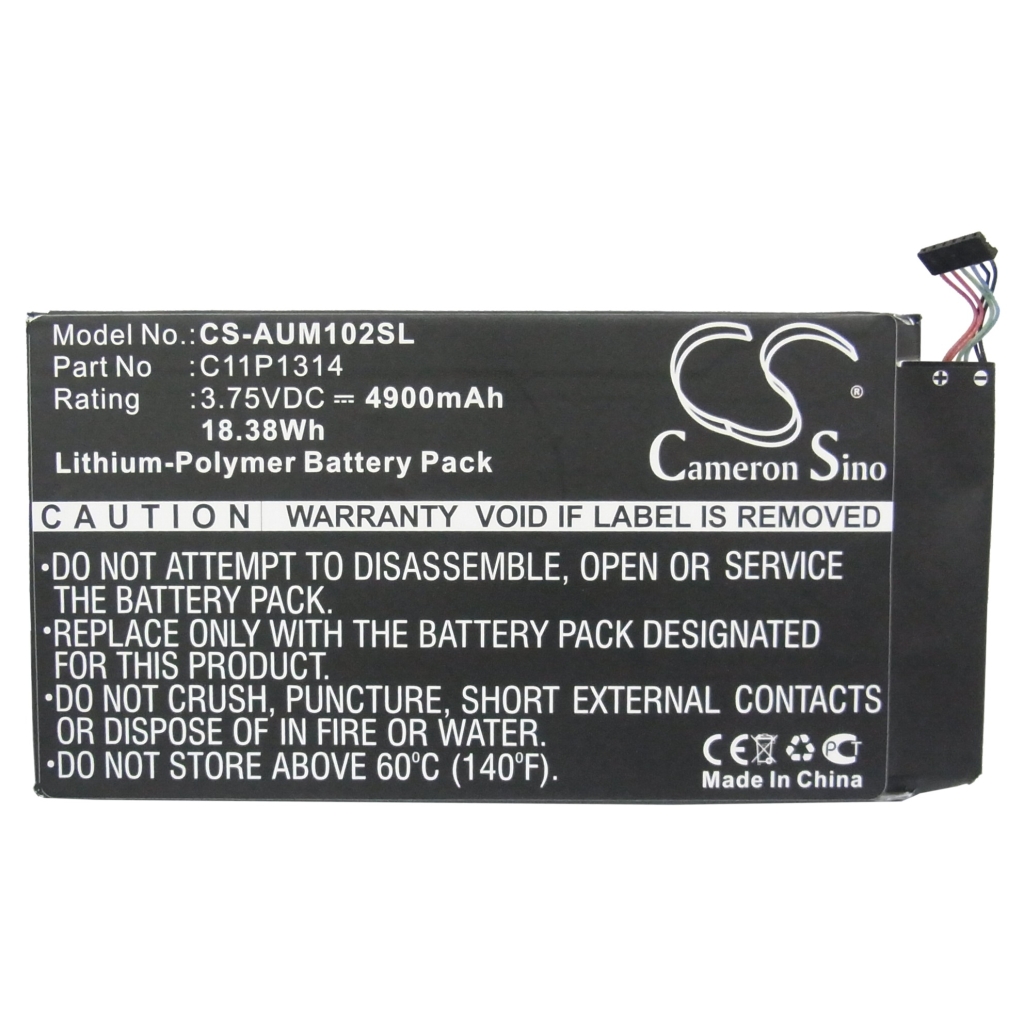 Model No.: CS-AUM102SL
Part No : C11P1314
Rating : 3.75VDC ⎓ 4900mAh
18.38Wh
Lithium-Polymer Battery Pack
CS ®
Cameron Sino
+ −
CAUTION WARRANTY VOID IF LABEL IS REMOVED
•DO NOT ATTEMPT TO DISASSEMBLE, OPEN OR SERVICE
THE BATTERY PACK.
•REPLACE ONLY WITH THE BATTERY PACK DESIGNATED
FOR THIS PRODUCT.
•DO NOT CRUSH, PUNCTURE, SHORT EXTERNAL CONTACTS
OR DISPOSE OF IN FIRE OR WATER.
•DO NOT STORE ABOVE 60°C (140°F).
CE PCT
Made In China